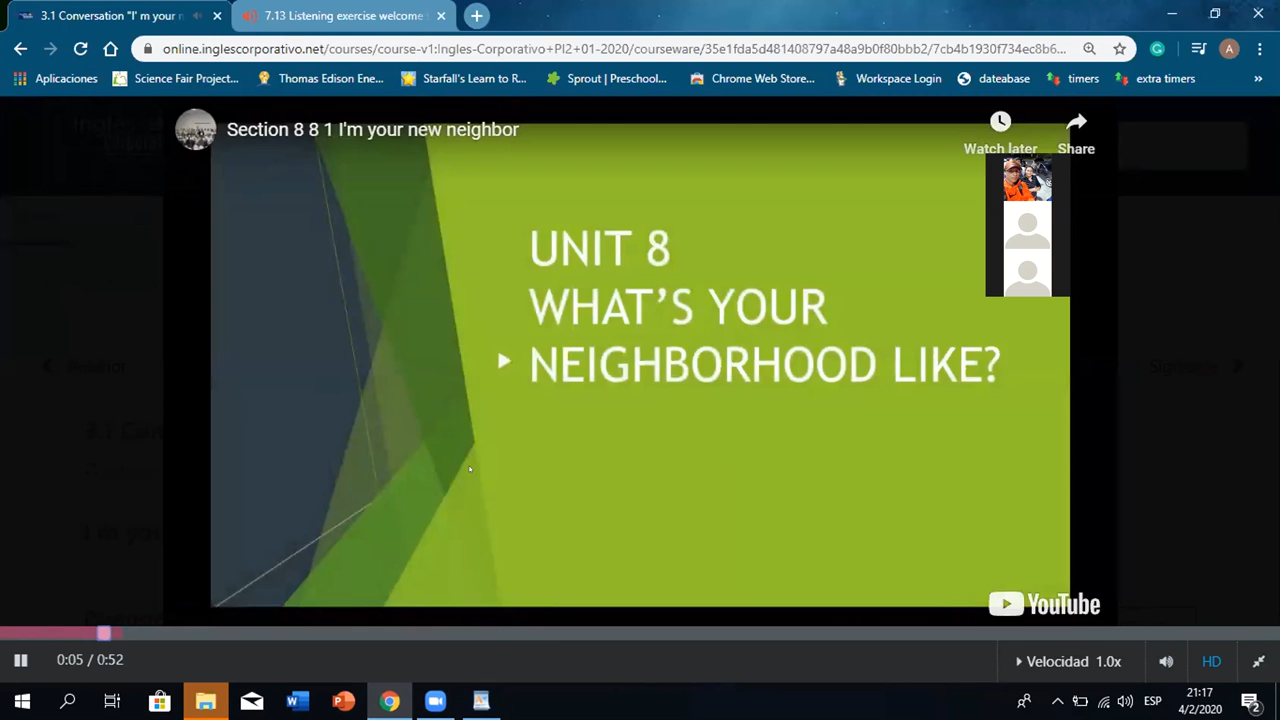 3.1 Conversation "I' m your n
7.13 Listening exercise welcome
online.inglescorporativo.net/courses/course-v1:Ingles-Corporativo+PI2+01-2020/courseware/35e1fda5d481408797a48a9b0f80bbb2/7cb4b1930f734ec8b6...
A
Aplicaciones
Science Fair Project...
Thomas Edison Ene...
Starfall's Learn to R...
Sprout | Preschool...
Chrome Web Store...
Workspace Login
dateabase
timers
extra timers
»
Section 8 8 1 I'm your new neighbor
Watch later
Share
UNIT 8
WHAT'S YOUR
NEIGHBORHOOD LIKE?
YouTube
0:05 / 0:52
Velocidad 1.0x
HD
ESP
21:17
4/2/2020
2